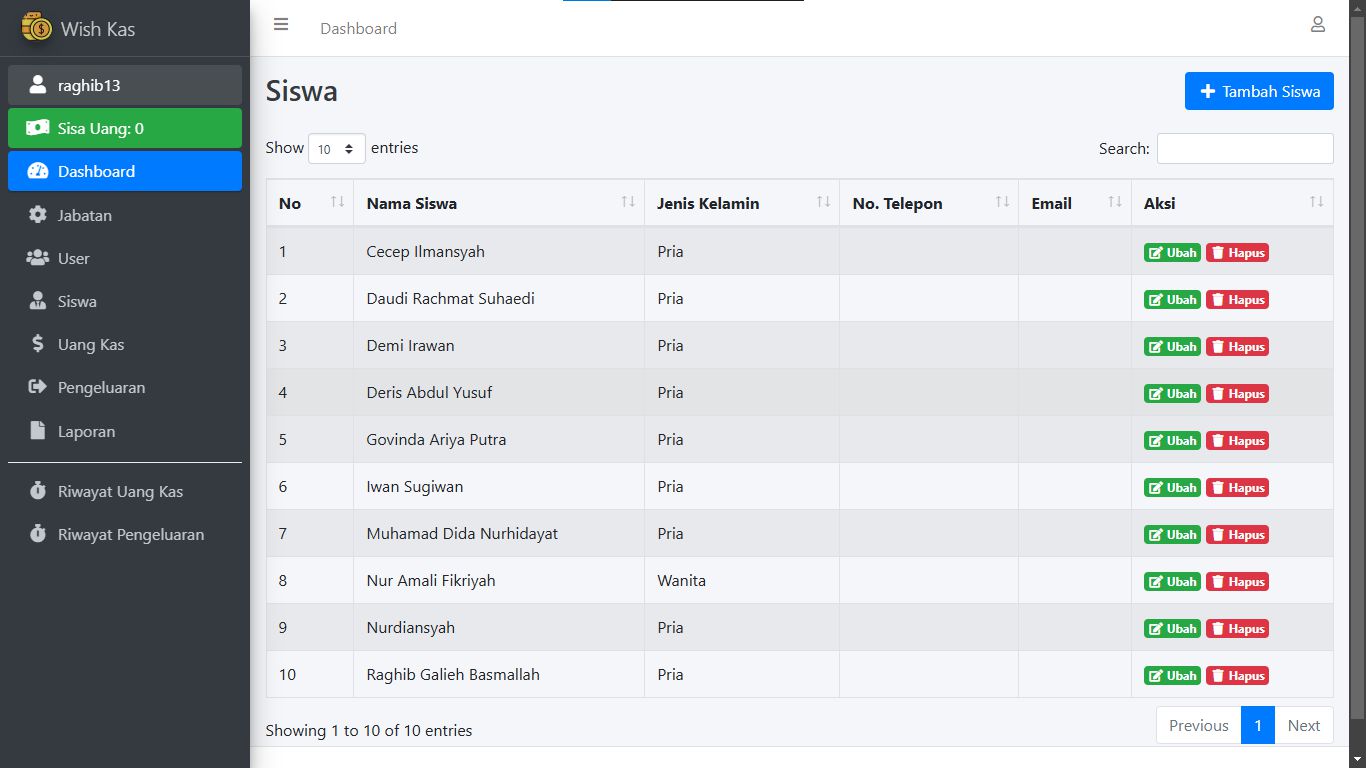 Wish Kas
Dashboard
raghib13
Sisa Uang: 0
Dashboard
Jabatan
User
Siswa
Uang Kas
Pengeluaran
Laporan
Riwayat Uang Kas
Riwayat Pengeluaran
Siswa
Tambah Siswa
Show 10 entries
Search:
No Nama Siswa Jenis Kelamin No. Telepon Email Aksi
1 Cecep Ilmansyah Pria Ubah Hapus
2 Daudi Rachmat Suhaedi Pria Ubah Hapus
3 Demi Irawan Pria Ubah Hapus
4 Deris Abdul Yusuf Pria Ubah Hapus
5 Govinda Ariya Putra Pria Ubah Hapus
6 Iwan Sugiwan Pria Ubah Hapus
7 Muhamad Dida Nurhidayat Pria Ubah Hapus
8 Nur Amali Fikriyah Wanita Ubah Hapus
9 Nurdiansyah Pria Ubah Hapus
10 Raghib Galieh Basmallah Pria Ubah Hapus
Showing 1 to 10 of 10 entries
Previous 1 Next